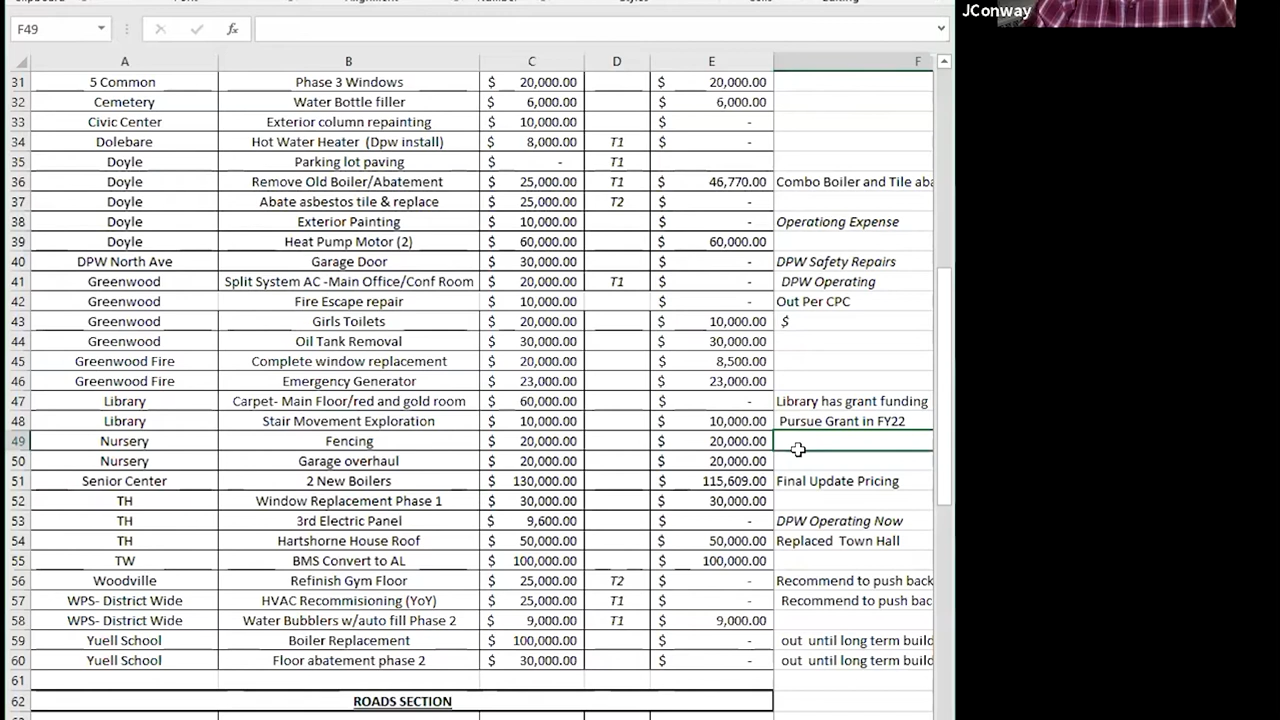 JConway
F49 fx
A B C D E F
31 5 Common Phase 3 Windows $ 20,000.00 $ 20,000.00
32 Cemetery Water Bottle filler $ 6,000.00 $ 6,000.00
33 Civic Center Exterior column repainting $ 10,000.00 $ -
34 Dolebare Hot Water Heater (Dpw install) $ 8,000.00 T1 $ -
35 Doyle Parking lot paving $ - T1
36 Doyle Remove Old Boiler/Abatement $ 25,000.00 T1 $ 46,770.00 Combo Boiler and Tile aba
37 Doyle Abate asbestos tile & replace $ 25,000.00 T2 $ -
38 Doyle Exterior Painting $ 10,000.00 $ - Operationg Expense
39 Doyle Heat Pump Motor (2) $ 60,000.00 $ 60,000.00
40 DPW North Ave Garage Door $ 30,000.00 $ - DPW Safety Repairs
41 Greenwood Split System AC -Main Office/Conf Room $ 20,000.00 T1 $ - DPW Operating
42 Greenwood Fire Escape repair $ 10,000.00 $ - Out Per CPC
43 Greenwood Girls Toilets $ 20,000.00 $ 10,000.00 $
44 Greenwood Oil Tank Removal $ 30,000.00 $ 30,000.00
45 Greenwood Fire Complete window replacement $ 20,000.00 $ 8,500.00
46 Greenwood Fire Emergency Generator $ 23,000.00 $ 23,000.00
47 Library Carpet- Main Floor/red and gold room $ 60,000.00 $ - Library has grant funding
48 Library Stair Movement Exploration $ 10,000.00 $ 10,000.00 Pursue Grant in FY22
49 Nursery Fencing $ 20,000.00 $ 20,000.00
50 Nursery Garage overhaul $ 20,000.00 $ 20,000.00
51 Senior Center 2 New Boilers $ 130,000.00 $ 115,609.00 Final Update Pricing
52 TH Window Replacement Phase 1 $ 30,000.00 $ 30,000.00
53 TH 3rd Electric Panel $ 9,600.00 $ - DPW Operating Now
54 TH Hartshorne House Roof $ 50,000.00 $ 50,000.00 Replaced Town Hall
55 TW BMS Convert to AL $ 100,000.00 $ 100,000.00
56 Woodville Refinish Gym Floor $ 25,000.00 T2 $ - Recommend to push back
57 WPS- District Wide HVAC Recommisioning (YoY) $ 25,000.00 T1 $ - Recommend to push bac
58 WPS- District Wide Water Bubblers w/auto fill Phase 2 $ 9,000.00 T1 $ 9,000.00
59 Yuell School Boiler Replacement $ 100,000.00 $ - out until long term build
60 Yuell School Floor abatement phase 2 $ 30,000.00 $ - out until long term build
61
62 ROADS SECTION